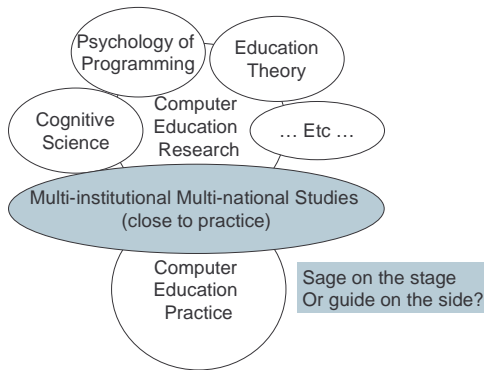 Psychology of
Programming
Education
Theory
Cognitive
Science
Computer
Education
Research
... Etc ...
Multi-institutional Multi-national Studies
(close to practice)
Computer
Education
Practice
Sage on the stage
Or guide on the side?